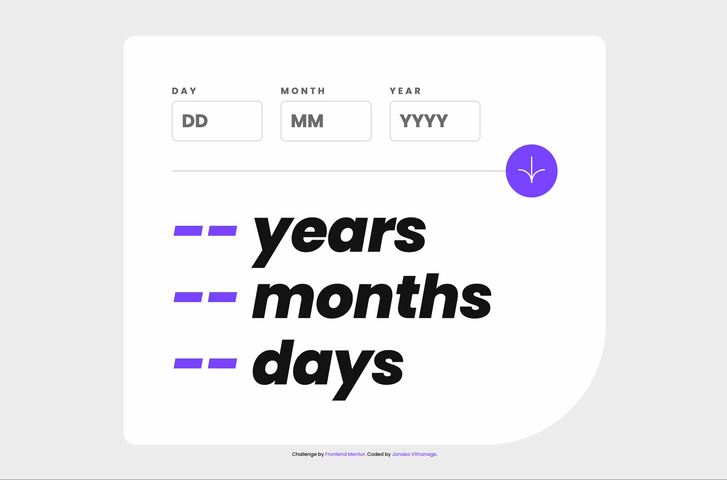 DAY MONTH YEAR
DD MM YYYY
-- years
-- months
-- days
Challenge by Frontend Mentor. Coded by Janaka Vithanage.